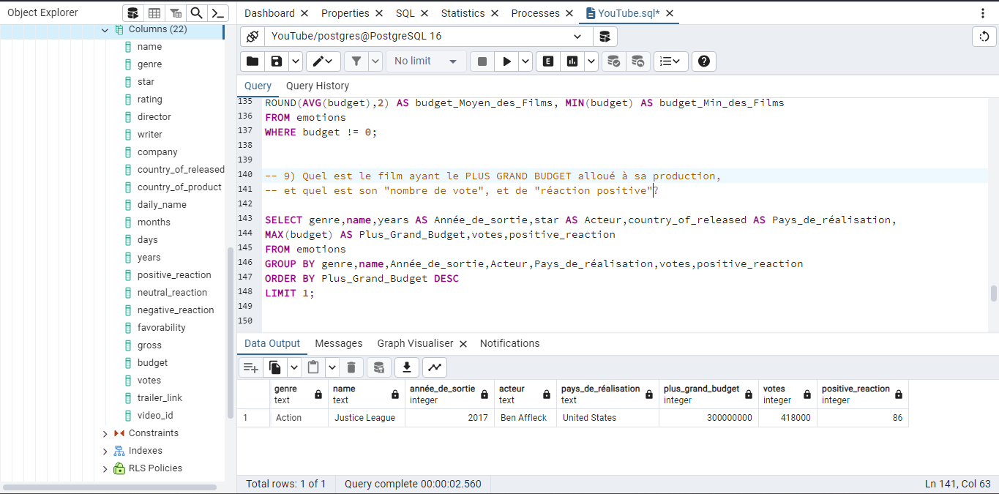 Object Explorer
Columns (22)
name
genre
star
rating
director
writer
company
country_of_released
country_of_product
daily_name
months
days
years
positive_reaction
neutral_reaction
negative_reaction
favorability
gross
budget
votes
trailer_link
video_id
Constraints
Indexes
RLS Policies
Dashboard Properties SQL Statistics Processes YouTube.sql*
YouTube/postgres@PostgreSQL 16
No limit E
Query Query History
135 ROUND(AVG(budget),2) AS budget_Moyen_des_Films, MIN(budget) AS budget_Min_des_Films
136 FROM emotions
137 WHERE budget != 0;
138
139
140 -- 9) Quel est le film ayant le PLUS GRAND BUDGET alloué à sa production,
141 -- et quel est son "nombre de vote", et de "réaction positive"?
142
143 SELECT genre,name,years AS Année_de_sortie,star AS Acteur,country_of_released AS Pays_de_réalisation,
144 MAX(budget) AS Plus_Grand_Budget,votes,positive_reaction
145 FROM emotions
146 GROUP BY genre,name,Année_de_sortie,Acteur,Pays_de_réalisation,votes,positive_reaction
147 ORDER BY Plus_Grand_Budget DESC
148 LIMIT 1;
149
150
Data Output Messages Graph Visualiser Notifications
genre name année_de_sortie acteur pays_de_réalisation plus_grand_budget votes positive_reaction
text text integer text text integer integer integer
1 Action Justice League 2017 Ben Affleck United States 300000000 418000 86
Total rows: 1 of 1 Query complete 00:00:02.560 Ln 141, Col 63